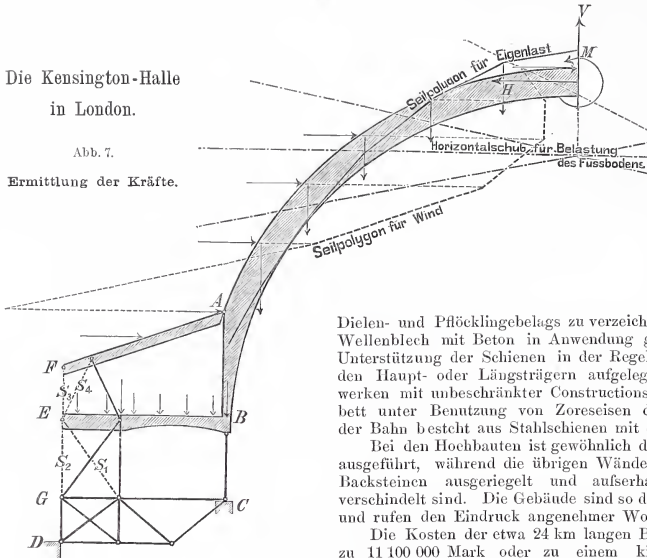 Die Kensington-Halle
in London.
Abb. 7.
Ermittlung der Kräfte.
V
M
Seilpolygon für Eigenlast
H
Horizontalschub für Belastung
des Fussbodens
Seilpolygon für Wind
A
F
S₃
S₄
E
B
S₂
S₁
G
C
D
Dielen- und Pflöcklingebelags zu verzeich
Wellenblech mit Beton in Anwendung g
Unterstützung der Schienen in der Regel
den Haupt- oder Längsträgern aufgeleg
werken mit unbeschränkter Constructions
bett unter Benutzung von Zoreseisen
der Bahn besteht aus Stahlschienen mit
Bei den Hochbauten ist gewöhnlich d
ausgeführt, während die übrigen Wände
Backsteinen ausgeriegelt und aufserha
verschindelt sind. Die Gebäude sind so d
und rufen den Eindruck angenehmer Wo
Die Kosten der etwa 24 km langen
zu 11 100 000 Mark oder zu einem